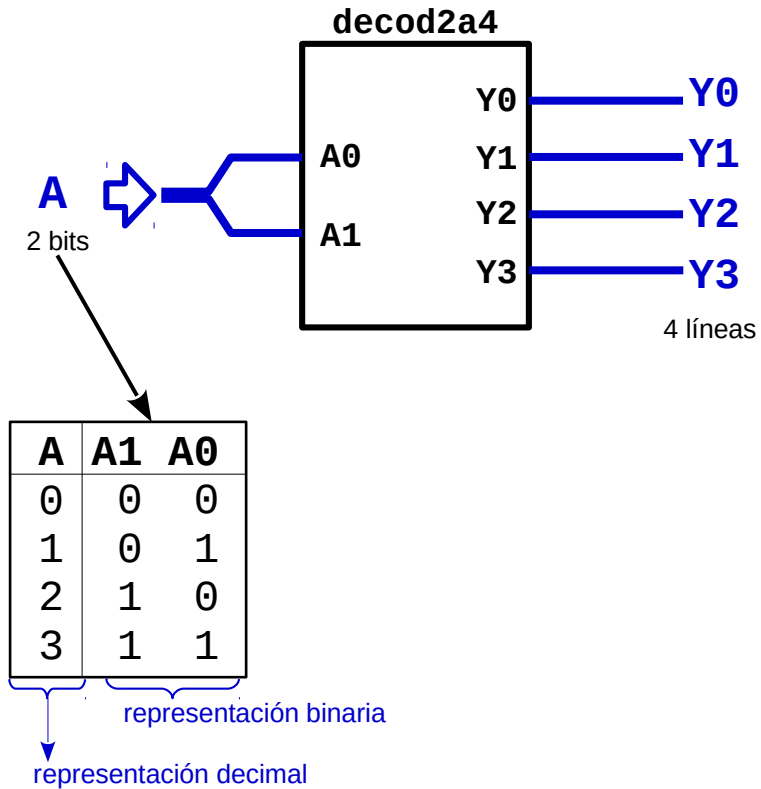 decod2a4
Y0 Y0
A0 Y1 Y1
A
2 bits
A1 Y2 Y2
Y3 Y3
4 líneas
A A1 A0
0 0 0
1 0 1
2 1 0
3 1 1
representación binaria
representación decimal